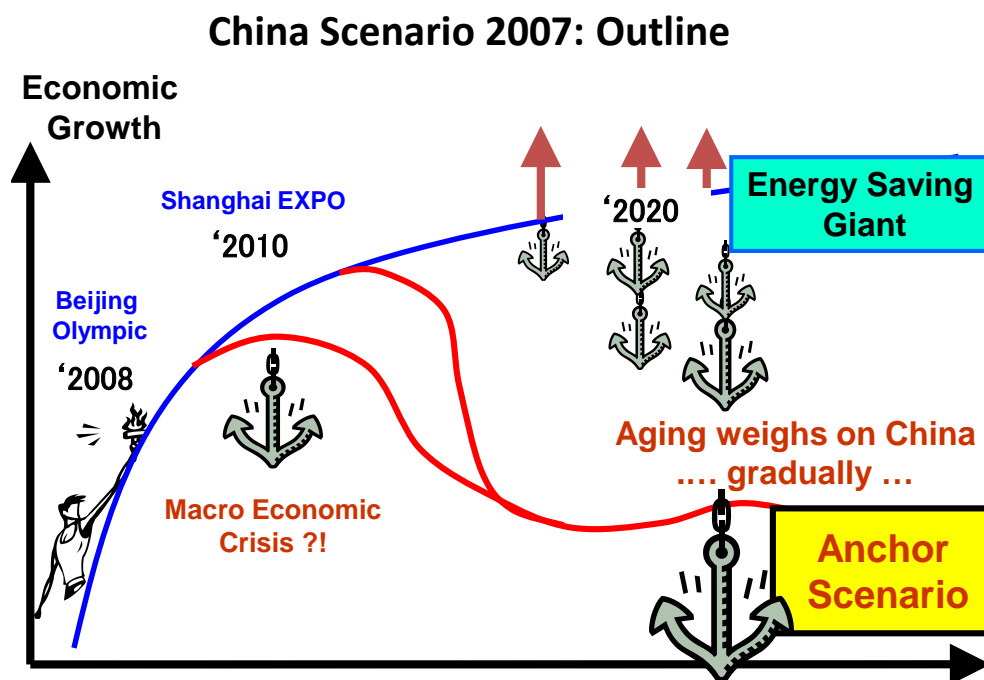 China Scenario 2007: Outline
Economic
Growth
Shanghai EXPO
‘2010
‘2020
Energy Saving
Giant
Beijing
Olympic
‘2008
Macro Economic
Crisis ?!
Aging weighs on China
.… gradually …
Anchor
Scenario